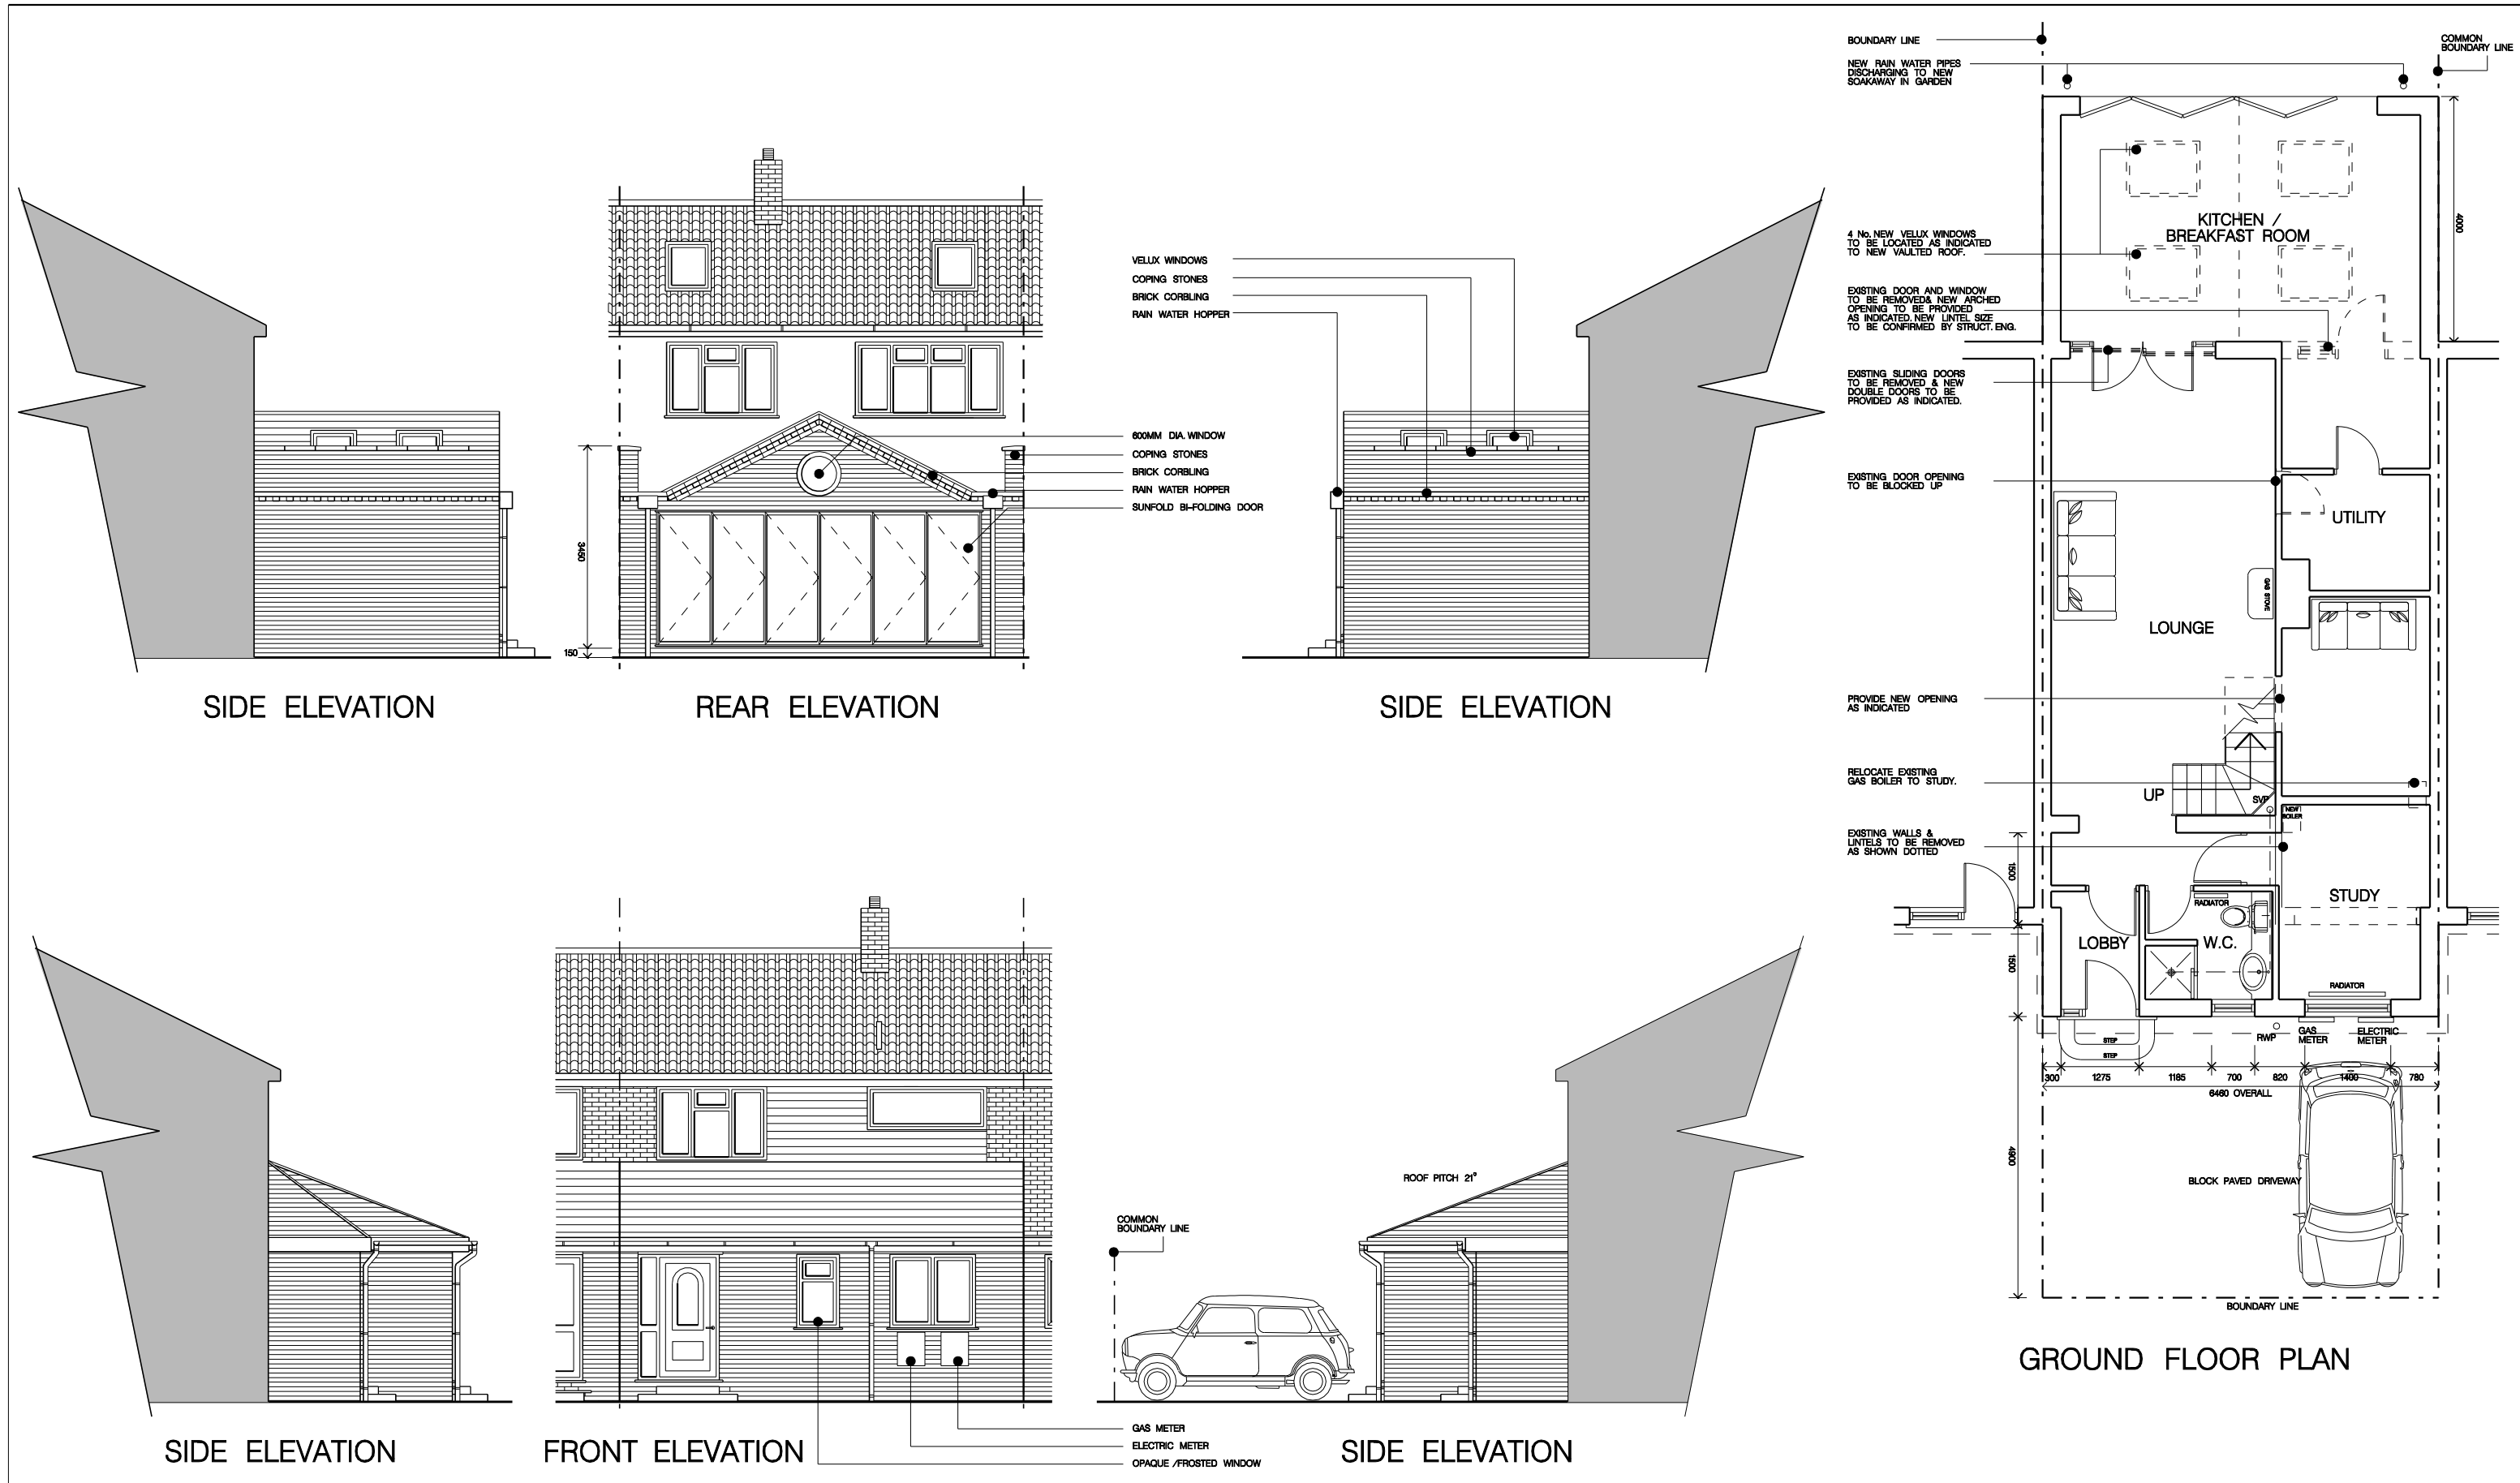 VELUX WINDOWS
COPING STONES
BRICK CORBLING
RAIN WATER HOPPER
600MM DIA. WINDOW
COPING STONES
BRICK CORBLING
RAIN WATER HOPPER
SUNFOLD BI-FOLDING DOOR
3450
150
SIDE ELEVATION
REAR ELEVATION
SIDE ELEVATION
ROOF PITCH 21°
COMMON
BOUNDARY LINE
GAS METER
ELECTRIC METER
OPAQUE /FROSTED WINDOW
SIDE ELEVATION
FRONT ELEVATION
SIDE ELEVATION
BOUNDARY LINE
COMMON
BOUNDARY LINE
NEW RAIN WATER PIPES
DISCHARGING TO NEW
SOAKAWAY IN GARDEN
4000
KITCHEN /
BREAKFAST ROOM
4 No. NEW VELUX WINDOWS
TO BE LOCATED AS INDICATED
TO NEW VAULTED ROOF.
EXISTING DOOR AND WINDOW
TO BE REMOVED& NEW ARCHED
OPENING TO BE PROVIDED
AS INDICATED. NEW LINTEL SIZE
TO BE CONFIRMED BY STRUCT. ENG.
EXISTING SLIDING DOORS
TO BE REMOVED & NEW
DOUBLE DOORS TO BE
PROVIDED AS INDICATED.
EXISTING DOOR OPENING
TO BE BLOCKED UP
UTILITY
GAS STOVE
LOUNGE
PROVIDE NEW OPENING
AS INDICATED
RELOCATE EXISTING
GAS BOILER TO STUDY.
UP
SVP
NEW
BOILER
EXISTING WALLS &
LINTELS TO BE REMOVED
AS SHOWN DOTTED
1500
STUDY
RADIATOR
LOBBY
W.C.
1500
RADIATOR
STEP
STEP
RWP
GAS
METER
ELECTRIC
METER
300
1275
1185
700
820
1400
780
6460 OVERALL
4900
BLOCK PAVED DRIVEWAY
BOUNDARY LINE
GROUND FLOOR PLAN